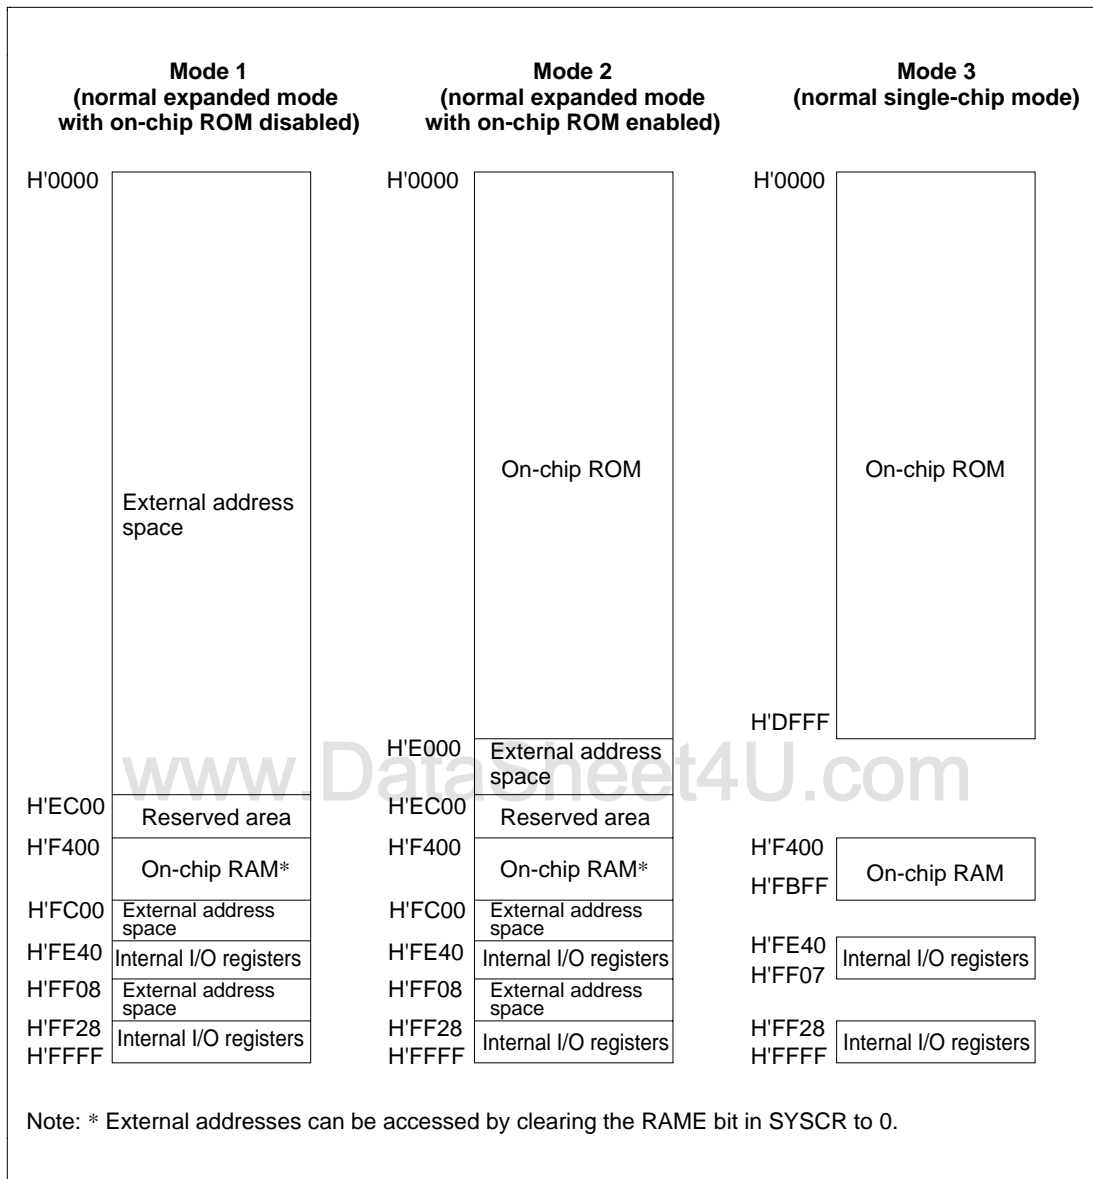 Mode 1
(normal expanded mode
with on-chip ROM disabled)
H'0000
External address
space
H'EC00
Reserved area
H'F400
On-chip RAM*
H'FC00
External address
space
H'FE40
Internal I/O registers
H'FF08
External address
space
H'FF28
Internal I/O registers
H'FFFF
Mode 2
(normal expanded mode
with on-chip ROM enabled)
H'0000
On-chip ROM
H'E000
External address
space
H'EC00
Reserved area
H'F400
On-chip RAM*
H'FC00
External address
space
H'FE40
Internal I/O registers
H'FF08
External address
space
H'FF28
Internal I/O registers
H'FFFF
Mode 3
(normal single-chip mode)
H'0000
On-chip ROM
H'DFFF
H'F400
On-chip RAM
H'FBFF
H'FE40
Internal I/O registers
H'FF07
H'FF28
Internal I/O registers
H'FFFF
www.DataSheet4U.com
Note: * External addresses can be accessed by clearing the RAME bit in SYSCR to 0.